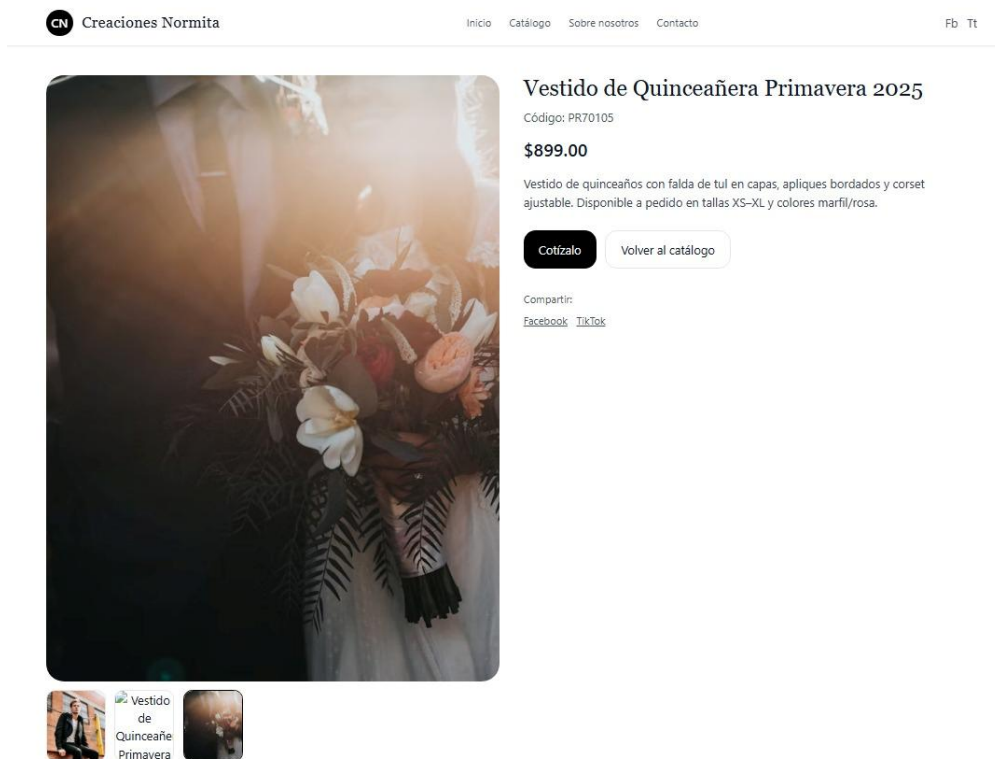 CN Creaciones Normita
Inicio Catálogo Sobre nosotros Contacto
Fb Tt
Vestido de Quinceañera Primavera 2025
Código: PR70105
$899.00
Vestido de quinceaños con falda de tul en capas, apliques bordados y corset
ajustable. Disponible a pedido en tallas XS–XL y colores marfil/rosa.
Cotízalo Volver al catálogo
Compartir:
Facebook TikTok
Vestido
de
Quinceañe
Primavera